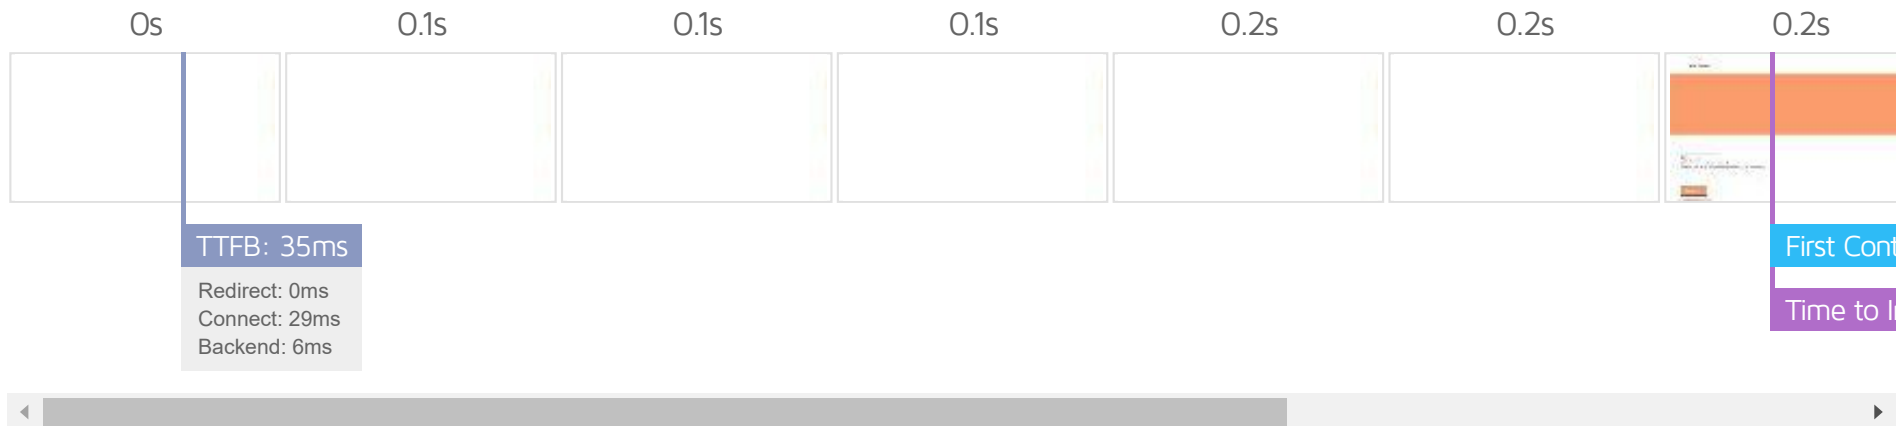 0s 0.1s 0.1s 0.1s 0.2s 0.2s 0.2s
TTFB: 35ms
Redirect: 0ms
Connect: 29ms
Backend: 6ms
First Cont
Time to I